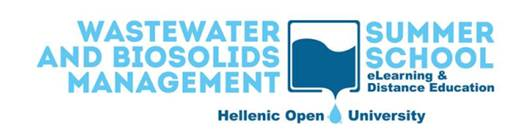 WASTEWATER
AND BIOSOLIDS
MANAGEMENT
SUMMER
SCHOOL
eLearning &
Distance Education
Hellenic Open University